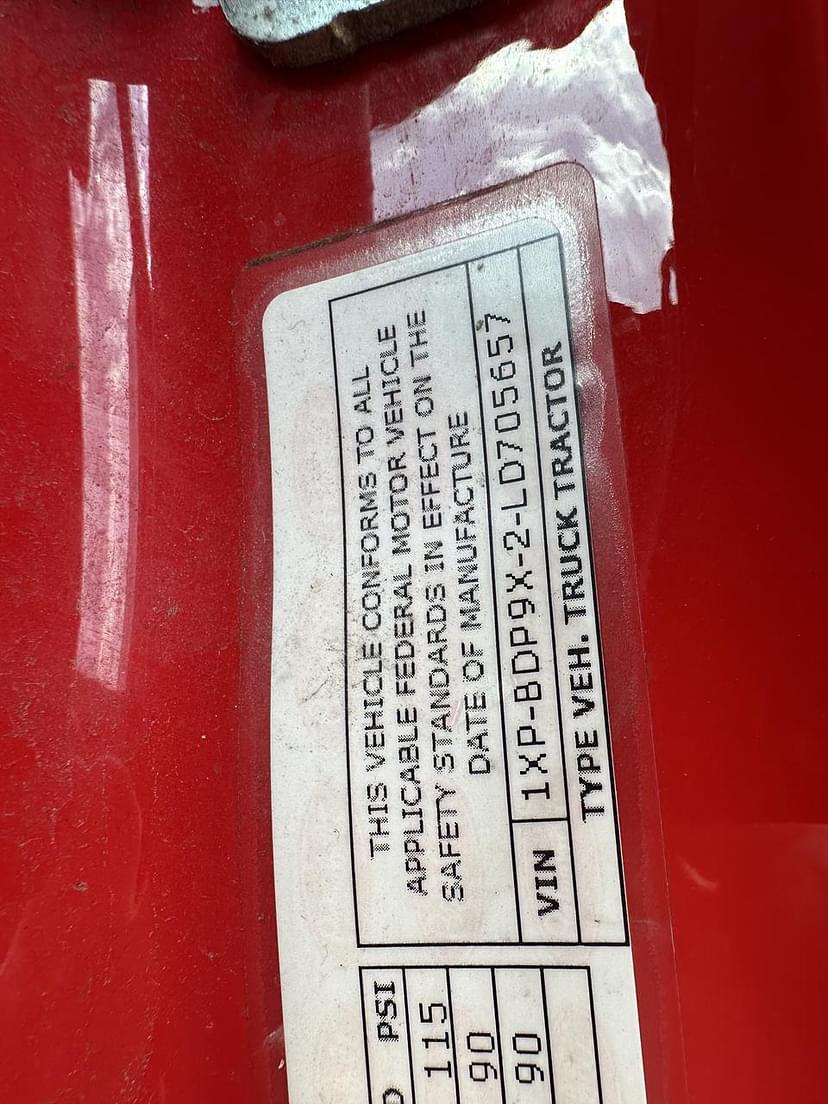 THIS VEHICLE CONFORMS TO ALL
APPLICABLE FEDERAL MOTOR VEHICLE
SAFETY STANDARDS IN EFFECT ON THE
DATE OF MANUFACTURE
VIN 1XP-BDP9X-2-LD705657
TYPE VEH. TRUCK TRACTOR
PSI
115
90
90